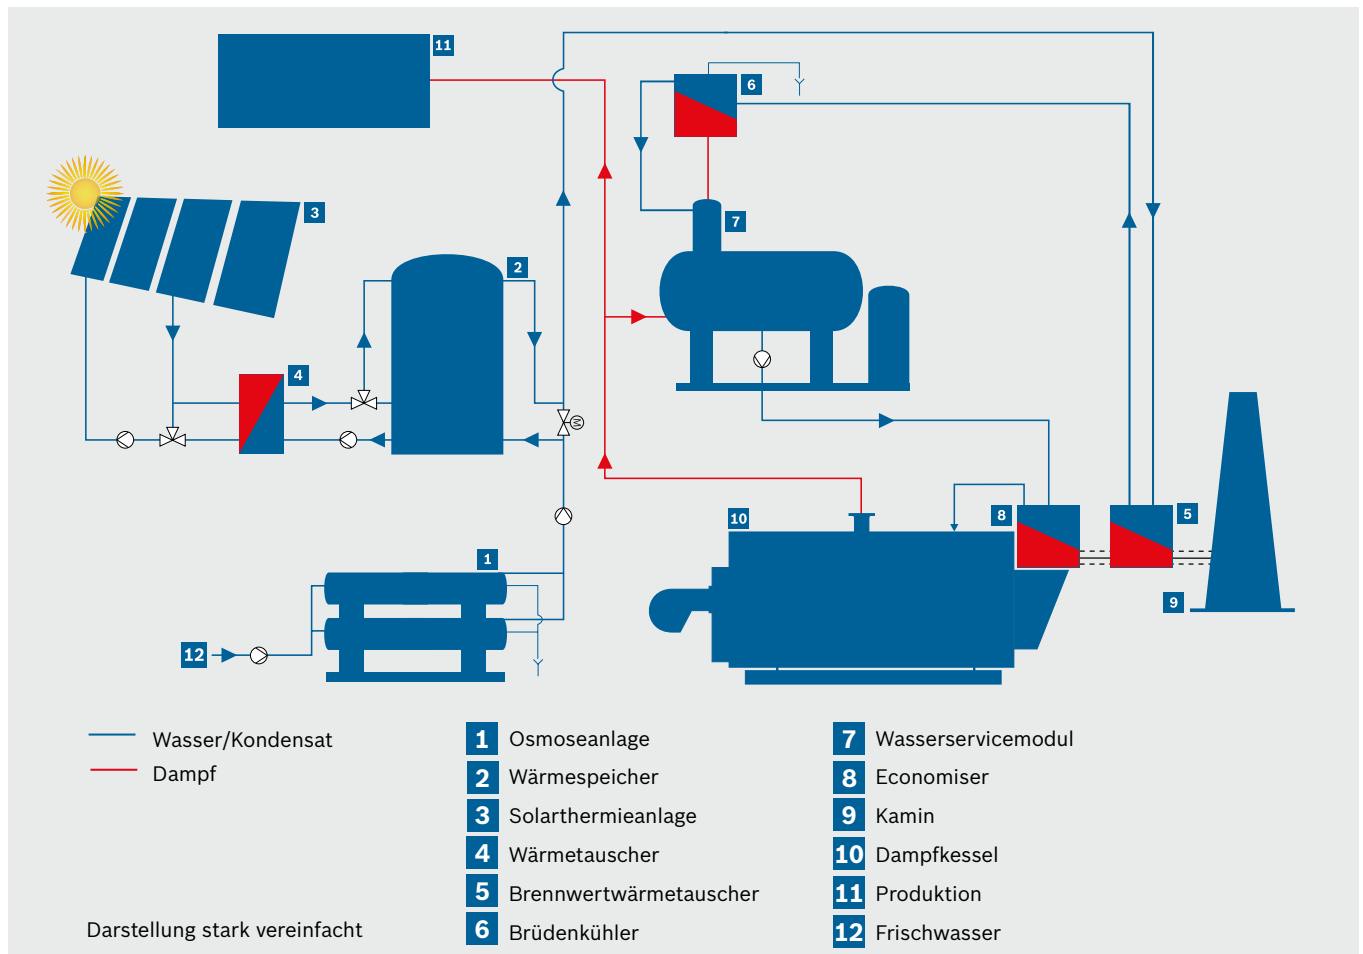 11
6
3
7
2
4
10
8
5
M
1
9
12
Wasser/Kondensat
Dampf
Darstellung stark vereinfacht
1 Osmoseanlage
2 Wärmespeicher
3 Solarthermieanlage
4 Wärmetauscher
5 Brennwertwärmetauscher
6 Brüdenkühler
7 Wasserservicemodul
8 Economiser
9 Kamin
10 Dampfkessel
11 Produktion
12 Frischwasser